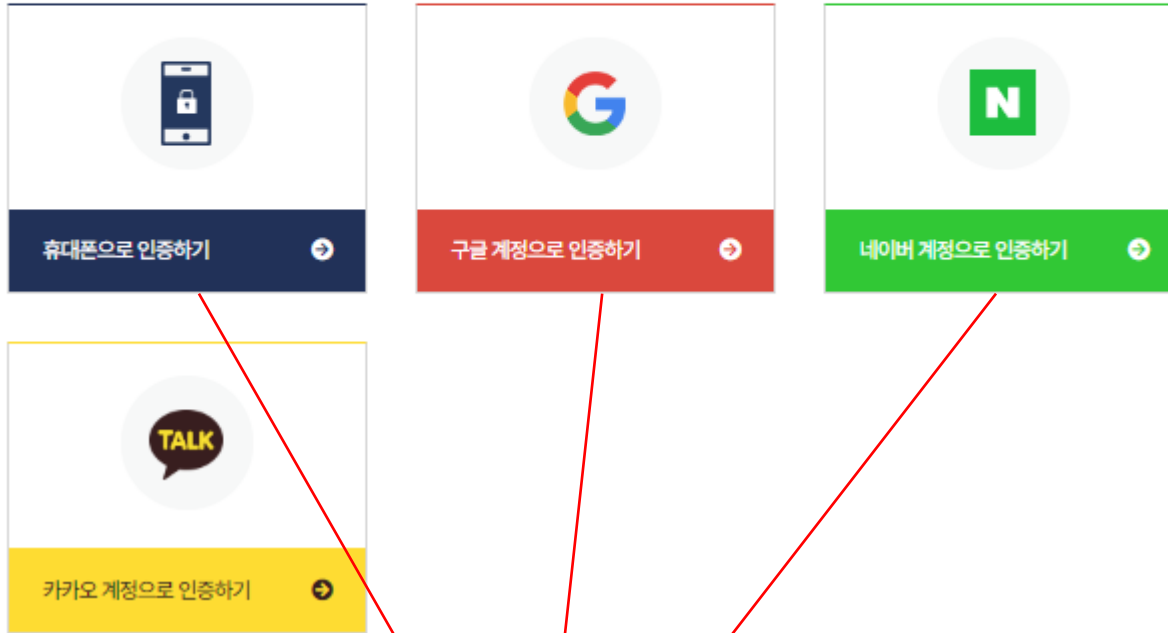 휴대폰으로 인증하기
구글 계정으로 인증하기
N
네이버 계정으로 인증하기
TALK
카카오 계정으로 인증하기